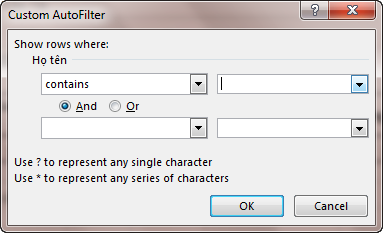 Custom AutoFilter
Show rows where:
Họ tên
contains
And Or
Use ? to represent any single character
Use * to represent any series of characters
OK Cancel